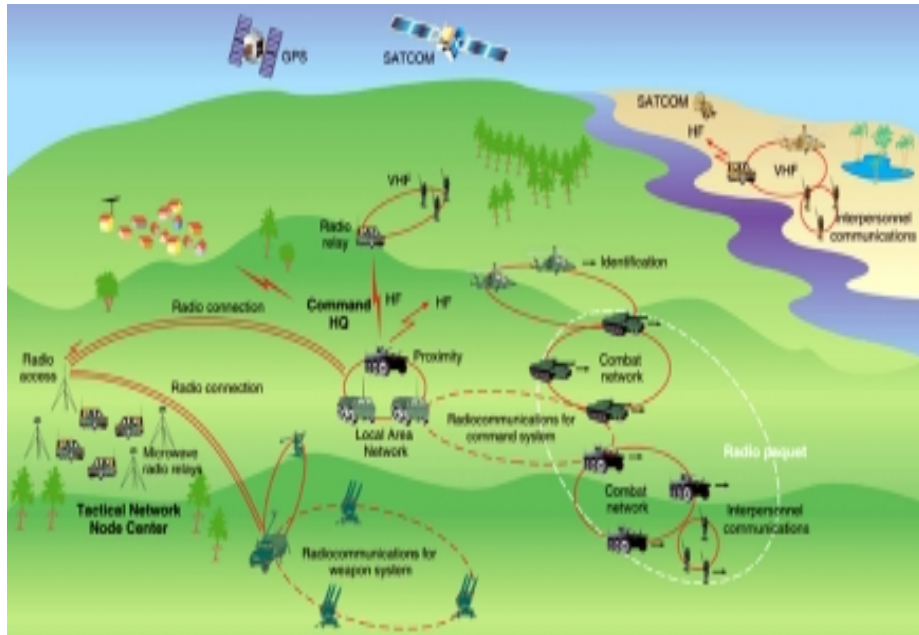 GPS
SATCOM
SATCOM
HF
VHF
Interpersonnel
communications
VHF
Radio
relay
Identification
HF
HF
Command
HQ
Radio connection
Proximity
Combat
network
Radio
access
Radio connection
Radiocommunications for
command system
Local Area
Network
Microwave
radio relays
Radio paquet
Tactical Network
Node Center
Combat
network
Interpersonnel
communications
Radiocommunications for
weapon system